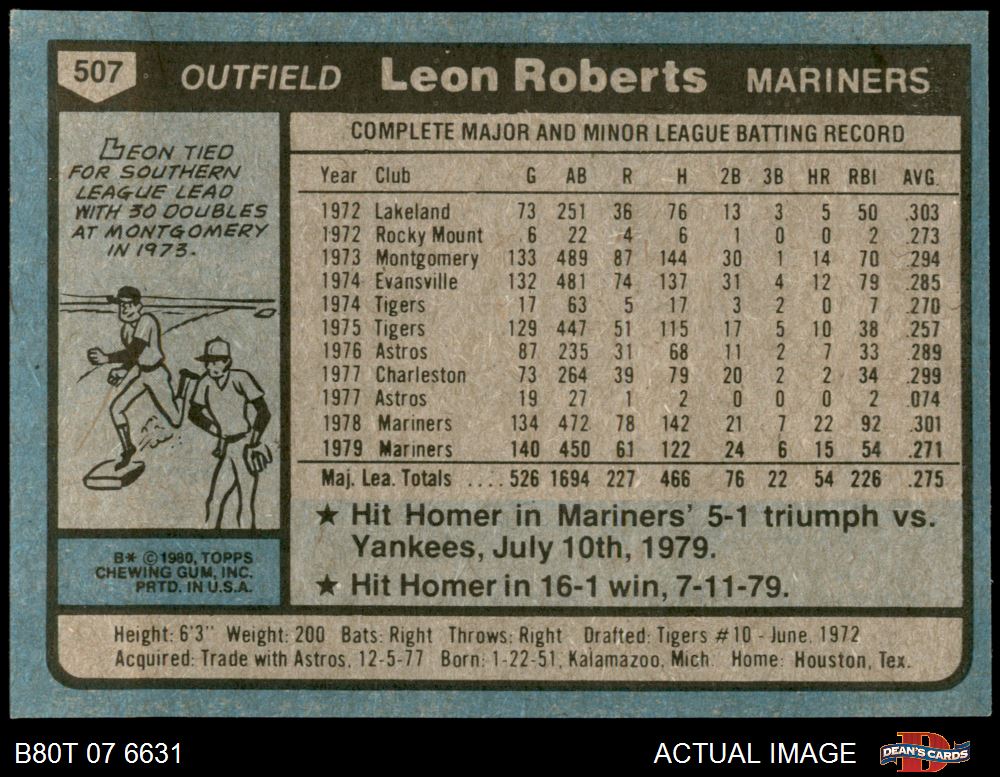 507 OUTFIELD Leon Roberts MARINERS
LEON TIED
FOR SOUTHERN
LEAGUE LEAD
WITH 30 DOUBLES
AT MONTGOMERY
IN 1973.
COMPLETE MAJOR AND MINOR LEAGUE BATTING RECORD
Year Club G AB R H 2B 3B HR RBI AVG.
1972 Lakeland 73 251 36 76 13 3 5 50 .303
1972 Rocky Mount 6 22 4 6 1 0 0 2 .273
1973 Montgomery 133 489 87 144 30 1 14 70 .294
1974 Evansville 132 481 74 137 31 4 12 79 .285
1974 Tigers 17 63 5 17 3 2 0 7 .270
1975 Tigers 129 447 51 115 17 5 10 38 .257
1976 Astros 87 235 31 68 11 2 7 33 .289
1977 Charleston 73 264 39 79 20 2 2 34 .299
1977 Astros 19 27 1 2 0 0 0 2 .074
1978 Mariners 134 472 78 142 21 7 22 92 .301
1979 Mariners 140 450 61 122 24 6 15 54 .271
Maj. Lea. Totals .... 526 1694 227 466 76 22 54 226 .275
★ Hit Homer in Mariners' 5-1 triumph vs.
Yankees, July 10th, 1979.
★ Hit Homer in 16-1 win, 7-11-79.
B* © 1980, TOPPS
CHEWING GUM, INC.
PRTD. IN U.S.A.
Height: 6'3" Weight: 200 Bats: Right Throws: Right Drafted: Tigers #10 - June, 1972
Acquired: Trade with Astros, 12-5-77 Born: 1-22-51, Kalamazoo, Mich. Home: Houston, Tex.
B80T 07 6631 ACTUAL IMAGE DEAN'S CARDS